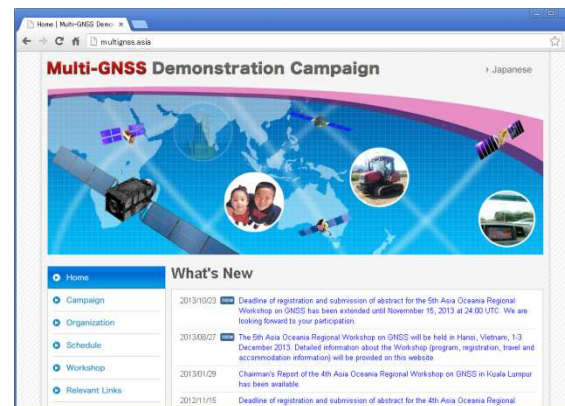 Home | Multi-GNSS Demo
multignss.asia
Multi-GNSS Demonstration Campaign
Japanese
Home
Campaign
Organization
Schedule
Workshop
Relevant Links
What's New
2013/10/23 new Deadline of registration and submission of abstract for the 5th Asia Oceania Regional
Workshop on GNSS has been extended until November 15, 2013 at 24:00 UTC. We are
looking forward to your participation.
2013/08/27 new The 5th Asia Oceania Regional Workshop on GNSS will be held in Hanoi, Vietnam, 1-3
December 2013. Detailed information about the Workshop (program, registration, travel and
accommodation information) will be provided on this website.
2013/01/29 Chairman's Report of the 4th Asia Oceania Regional Workshop on GNSS in Kuala Lumpur
has been available.
2012/11/15 Deadline of registration and submission of abstract for the 4th Asia Oceania Regional